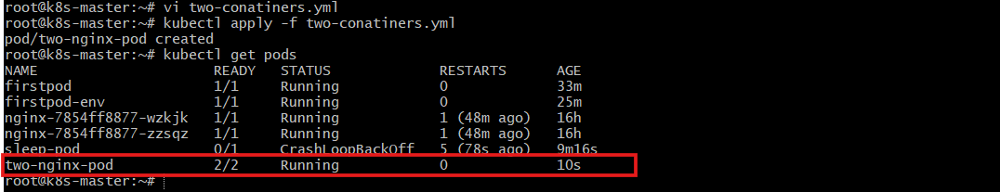 root@k8s-master:~# vi two-conatiners.yml
root@k8s-master:~# kubectl apply -f two-conatiners.yml
pod/two-nginx-pod created
root@k8s-master:~# kubectl get pods
NAME READY STATUS RESTARTS AGE
firstpod 1/1 Running 0 33m
firstpod-env 1/1 Running 0 25m
nginx-7854ff8877-wzkjk 1/1 Running 1 (48m ago) 16h
nginx-7854ff8877-zzsqz 1/1 Running 1 (48m ago) 16h
sleep-pod 0/1 CrashLoopBackOff 5 (78s ago) 9m16s
two-nginx-pod 2/2 Running 0 10s
root@k8s-master:~#